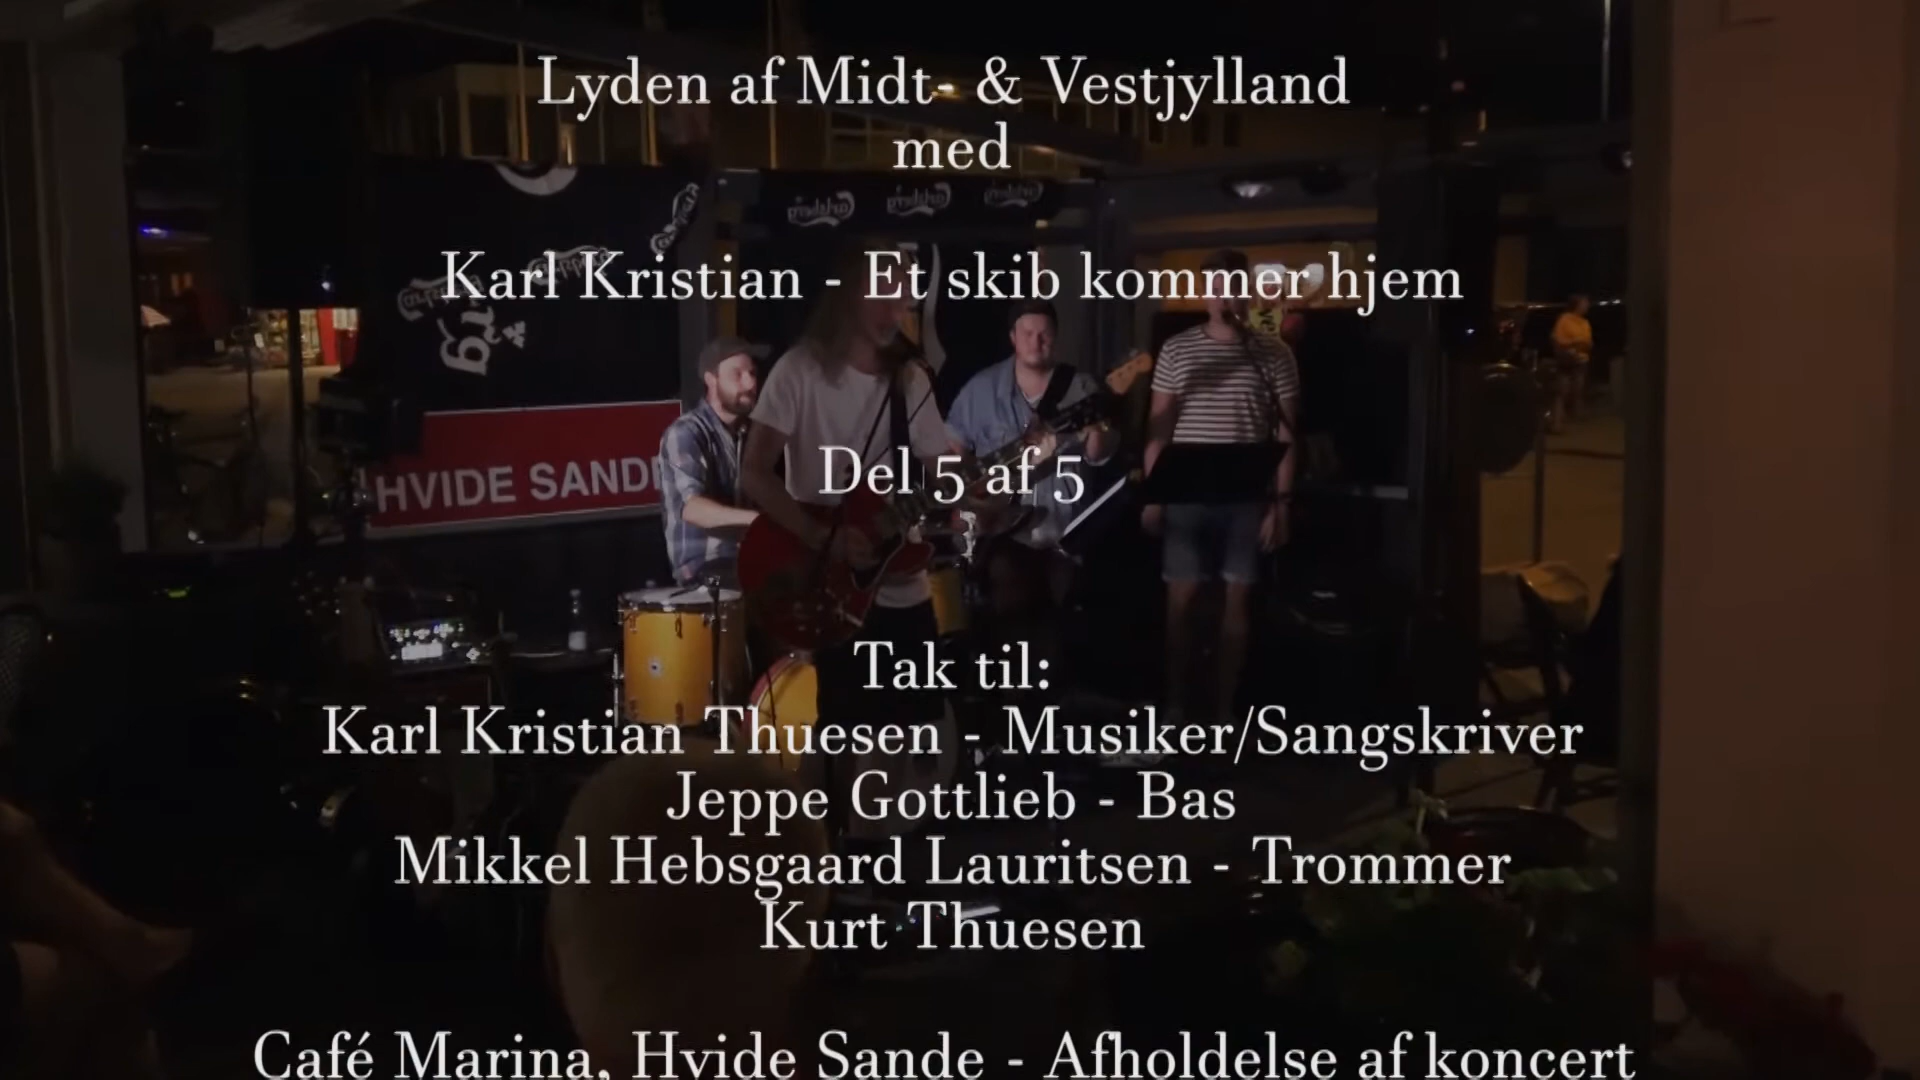 Lyden af Midt- & Vestjylland
med
Karl Kristian - Et skib kommer hjem
Del 5 af 5
HVIDE SANDE
Tak til:
Karl Kristian Thuesen - Musiker/Sangskriver
Jeppe Gottlieb - Bas
Mikkel Hebsgaard Lauritsen - Trommer
Kurt Thuesen
Café Marina, Hvide Sande - Afholdelse af koncert